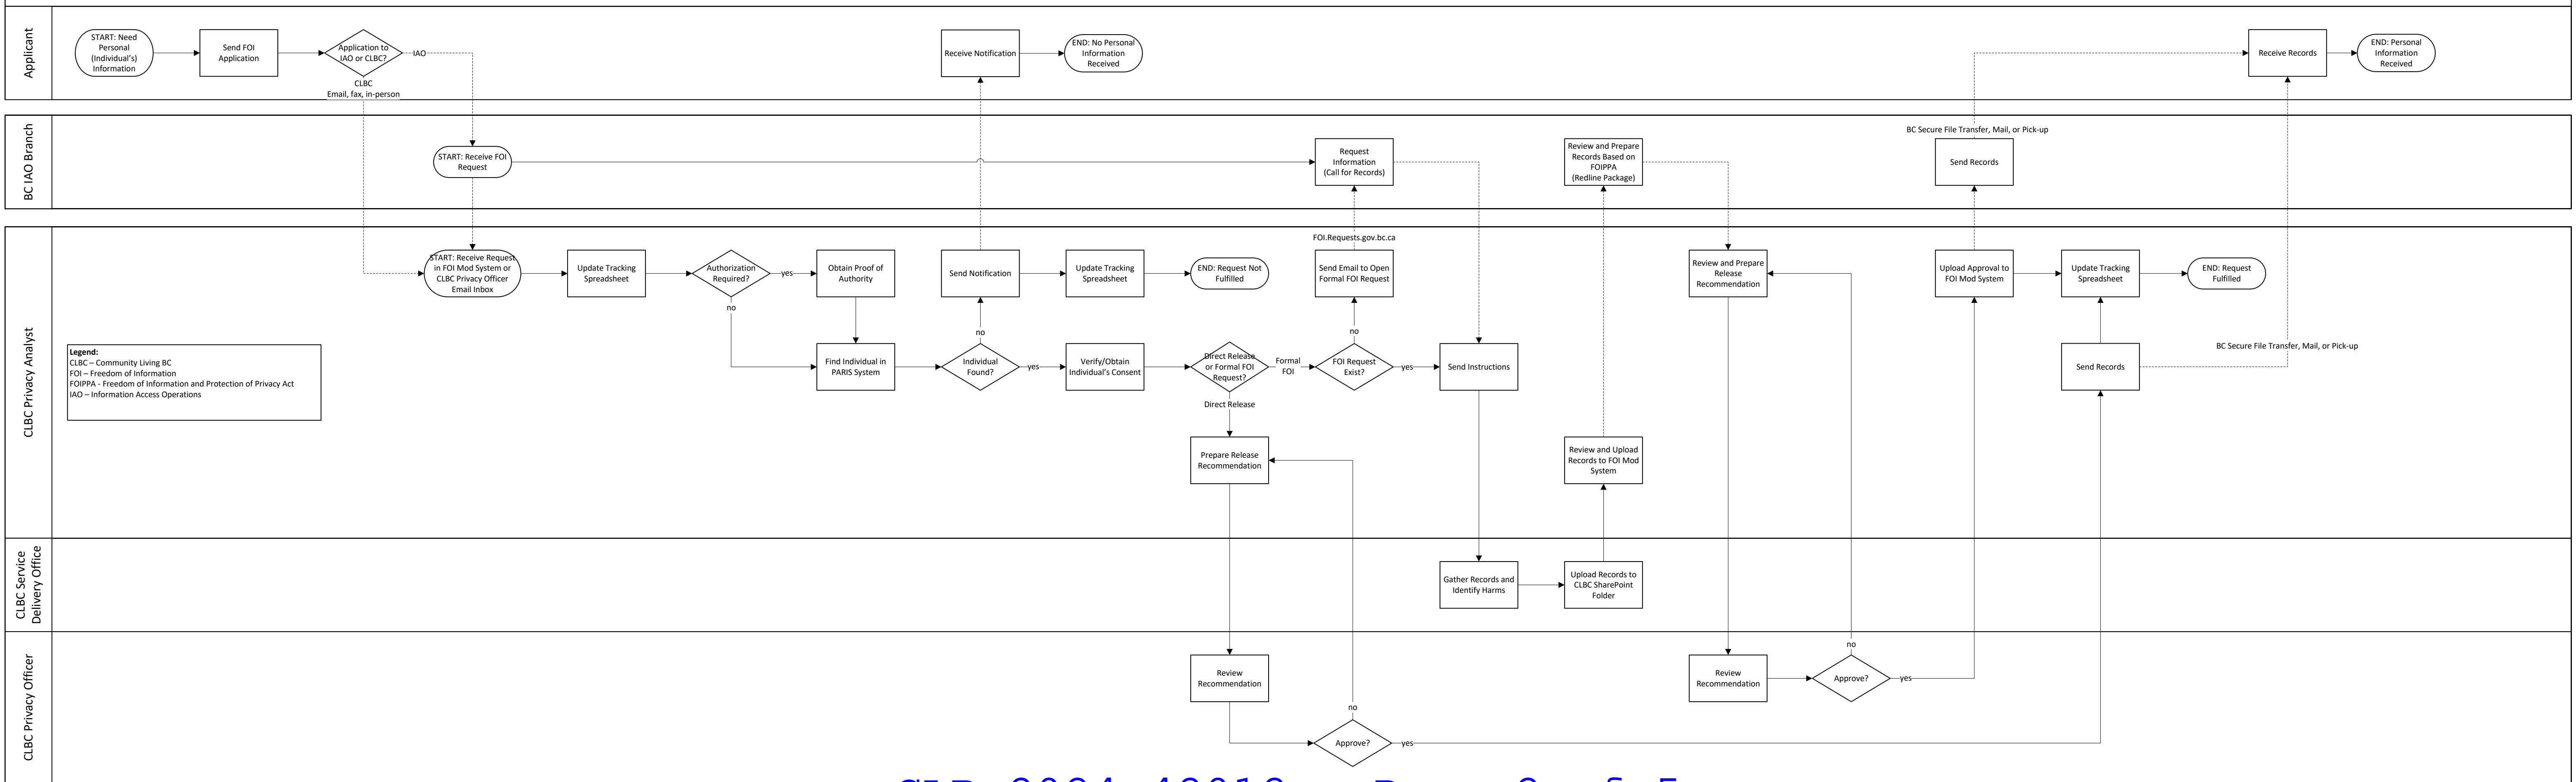 Applicant
START: Need
Personal
(Individual's)
Information
Send FOI
Application
Application to
IAO or CLBC?
IAO
CLBC
Email, fax, in-person
Receive Notification
END: No Personal
Information
Received
Receive Records
END: Personal
Information
Received
BC IAO Branch
START: Receive FOI
Request
Request
Information
(Call for Records)
Review and Prepare
Records Based on
FOIPPA
(Redline Package)
BC Secure File Transfer, Mail, or Pick-up
Send Records
CLBC Privacy Analyst
START: Receive Request
in FOI Mod System or
CLBC Privacy Officer
Email Inbox
Update Tracking
Spreadsheet
Authorization
Required?
yes
no
Obtain Proof of
Authority
Send Notification
Update Tracking
Spreadsheet
END: Request Not
Fulfilled
FOI.Requests.gov.bc.ca
Send Email to Open
Formal FOI Request
Review and Prepare
Release
Recommendation
Upload Approval to
FOI Mod System
Update Tracking
Spreadsheet
END: Request
Fulfilled
Legend:
CLBC – Community Living BC
FOI – Freedom of Information
FOIPPA - Freedom of Information and Protection of Privacy Act
IAO – Information Access Operations
Find Individual in
PARIS System
no
Individual
Found?
yes
Verify/Obtain
Individual's Consent
Direct Release
or Formal FOI
Request?
Formal
FOI
Direct Release
no
FOI Request
Exist?
yes
Send Instructions
Send Records
BC Secure File Transfer, Mail, or Pick-up
Prepare Release
Recommendation
Review and Upload
Records to FOI Mod
System
CLBC Service
Delivery Office
Gather Records and
Identify Harms
Upload Records to
CLBC SharePoint
Folder
CLBC Privacy Officer
Review
Recommendation
no
Approve?
yes
Review
Recommendation
no
Approve?
yes